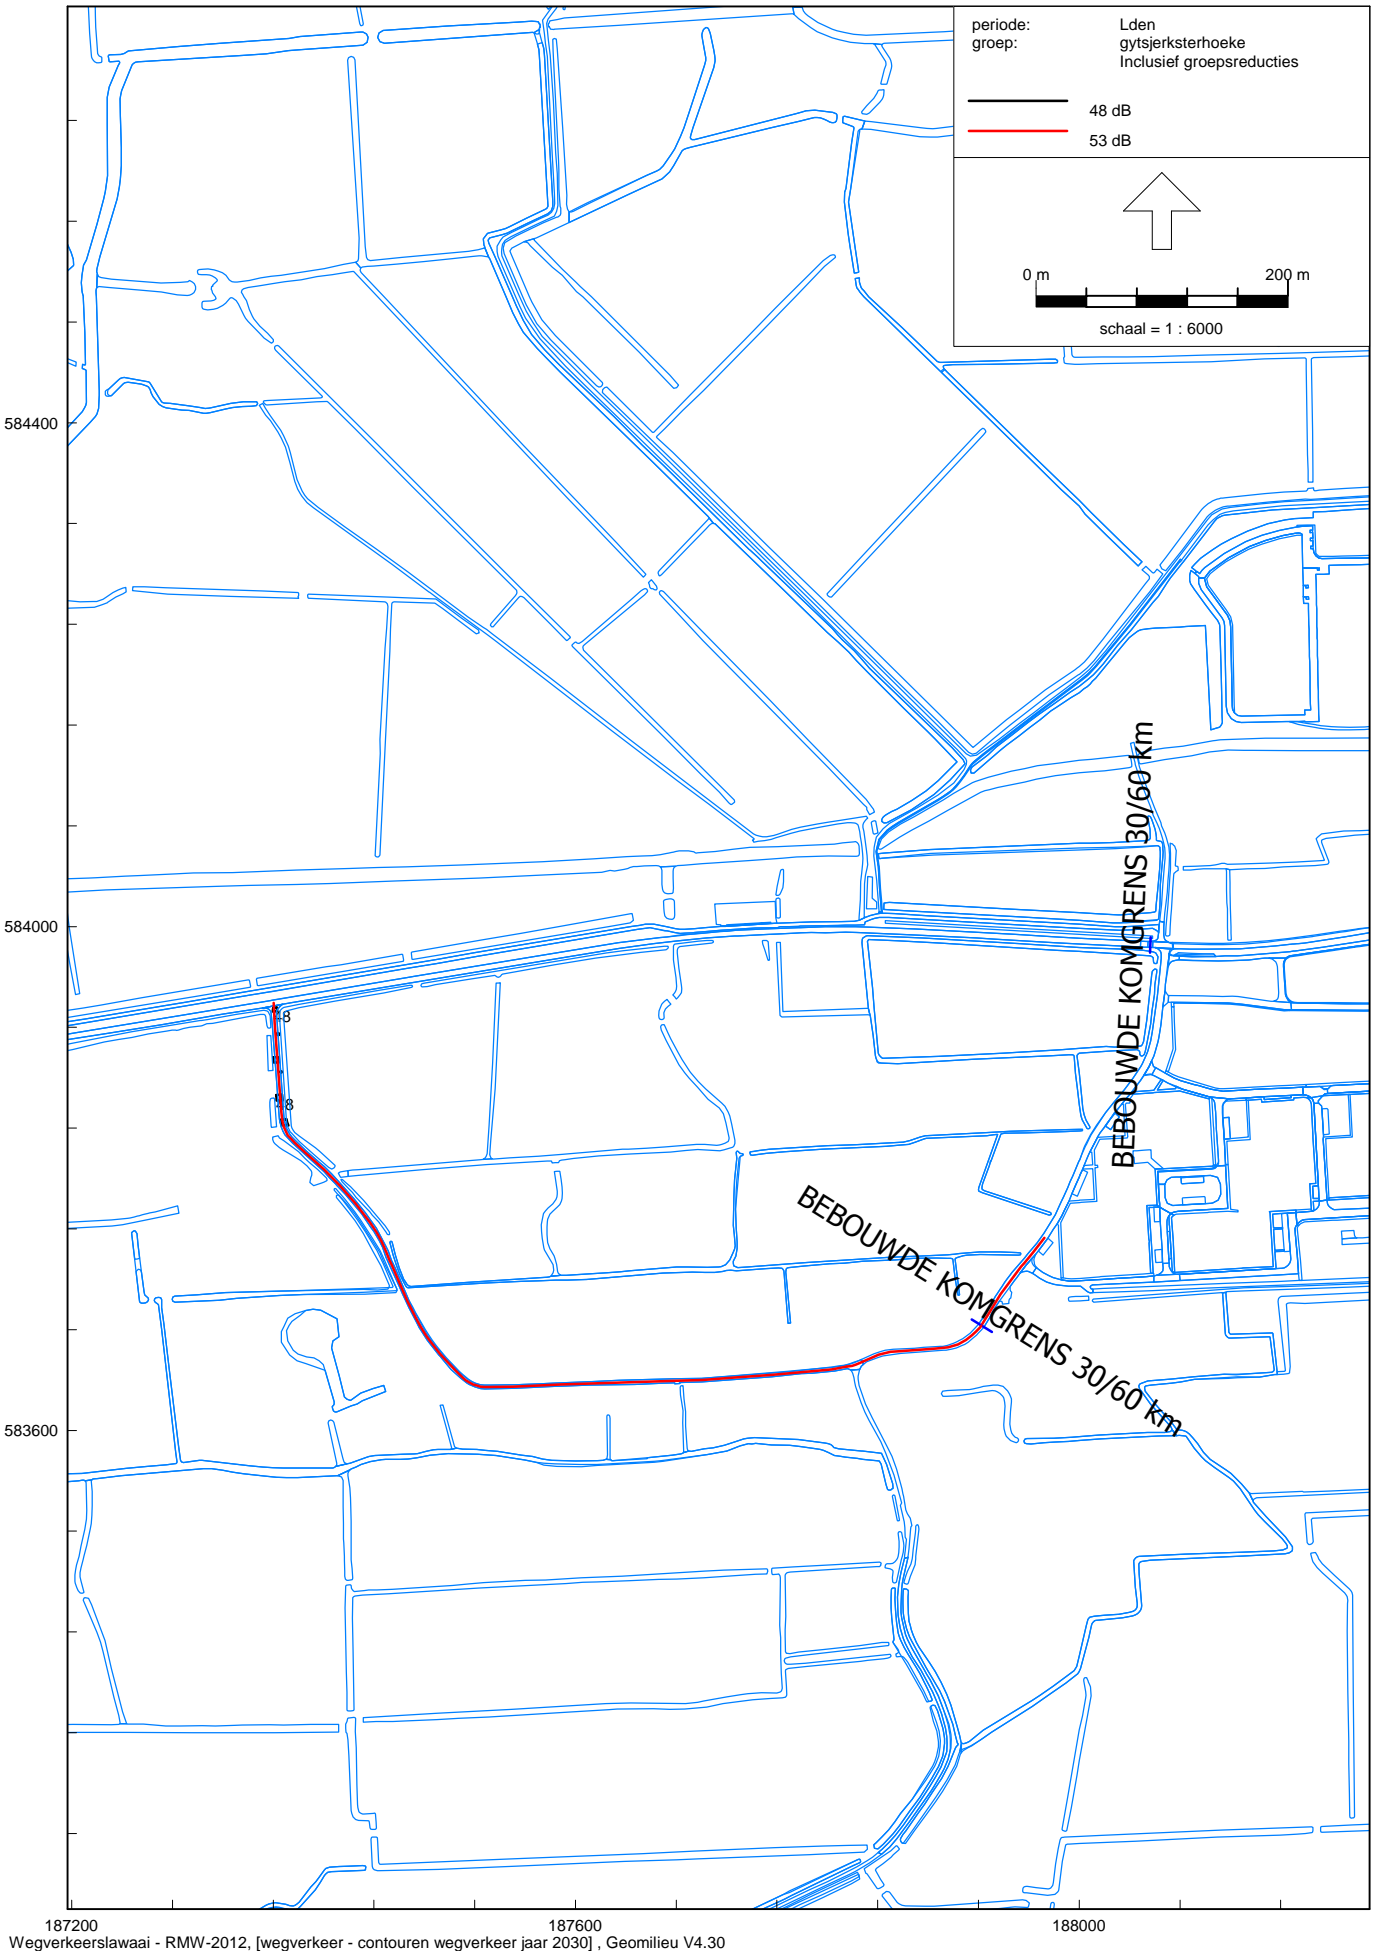 periode: Lden
groep: gytsjerksterhoeke
Inclusief groepsreducties
48 dB
53 dB
0 m 200 m
schaal = 1 : 6000
584400
584000
583600
BEBOUWDE KOMGRENS 30/60 km
BEBOUWDE KOMGRENS 30/60 km
48
48
187200 187600 188000
Wegverkeerslawaai - RMW-2012, [wegverkeer - contouren wegverkeer jaar 2030] , Geomilieu V4.30